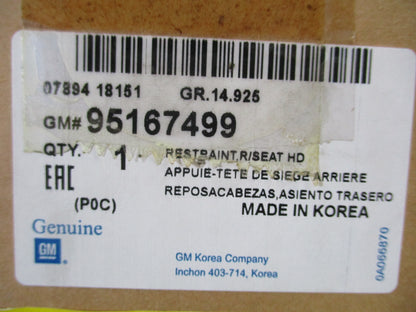 07894 18151 GR.14.925
GM# 95167499
QTY. 1
RESTRAINT,R/SEAT HD
APPUIE-TETE DE SIEGE ARRIERE
REPOSACABEZAS,ASIENTO TRASERO
EAC
(P0C)
MADE IN KOREA
Genuine
GM
GM Korea Company
Inchon 403-714, Korea
6A066870